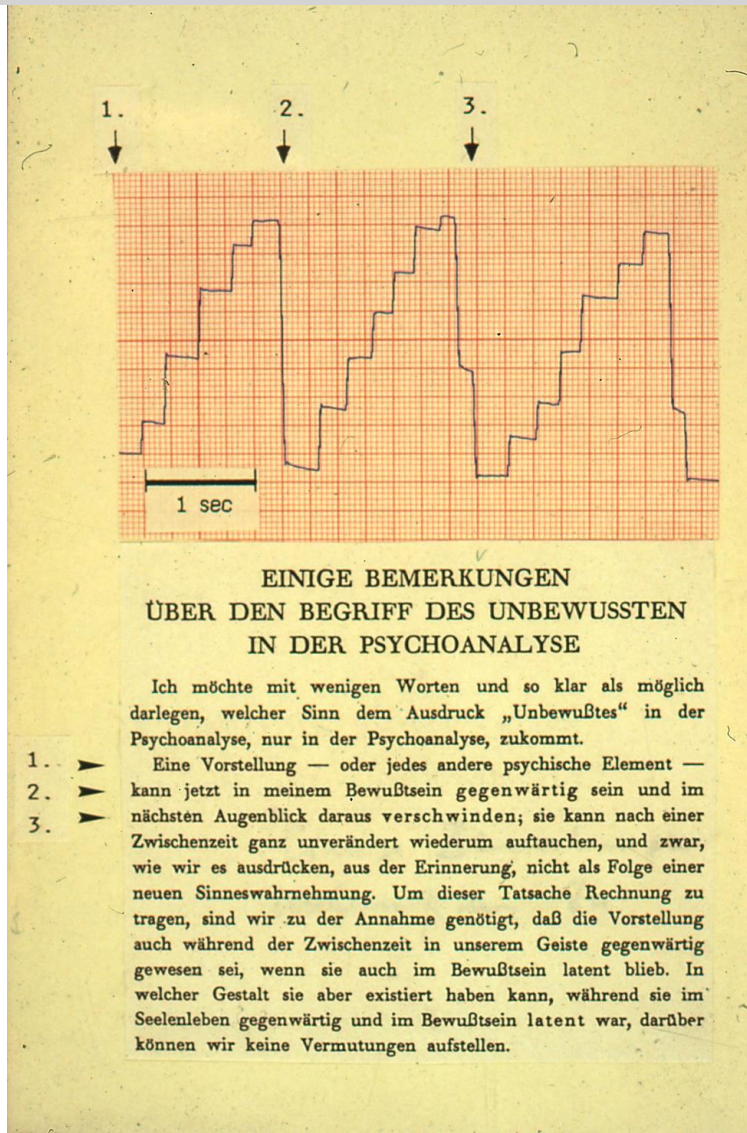 1. 2. 3.
1 sec
EINIGE BEMERKUNGEN
ÜBER DEN BEGRIFF DES UNBEWUSSTEN
IN DER PSYCHOANALYSE
Ich möchte mit wenigen Worten und so klar als möglich
darlegen, welcher Sinn dem Ausdruck „Unbewußtes“ in der
Psychoanalyse, nur in der Psychoanalyse, zukommt.
1. Eine Vorstellung — oder jedes andere psychische Element —
2. kann jetzt in meinem Bewußtsein gegenwärtig sein und im
3. nächsten Augenblick daraus verschwinden; sie kann nach einer
Zwischenzeit ganz unverändert wiederum auftauchen, und zwar,
wie wir es ausdrücken, aus der Erinnerung, nicht als Folge einer
neuen Sinneswahrnehmung. Um dieser Tatsache Rechnung zu
tragen, sind wir zu der Annahme genötigt, daß die Vorstellung
auch während der Zwischenzeit in unserem Geiste gegenwärtig
gewesen sei, wenn sie auch im Bewußtsein latent blieb. In
welcher Gestalt sie aber existiert haben kann, während sie im
Seelenleben gegenwärtig und im Bewußtsein latent war, darüber
können wir keine Vermutungen aufstellen.